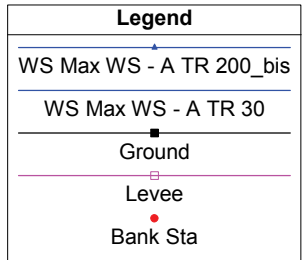 Legend
WS Max WS - A TR 200_bis
WS Max WS - A TR 30
Ground
Levee
Bank Sta